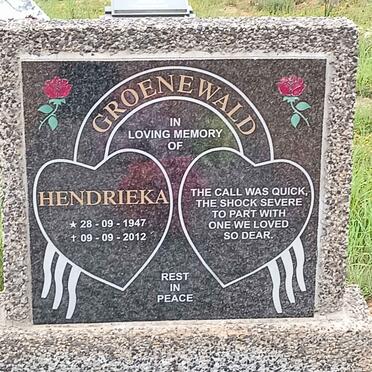 GROENEWALD
IN
LOVING MEMORY
OF
HENDRIEKA
★ 28 - 09 - 1947
† 09 - 09 - 2012
THE CALL WAS QUICK,
THE SHOCK SEVERE
TO PART WITH
ONE WE LOVED
SO DEAR.
REST
IN
PEACE